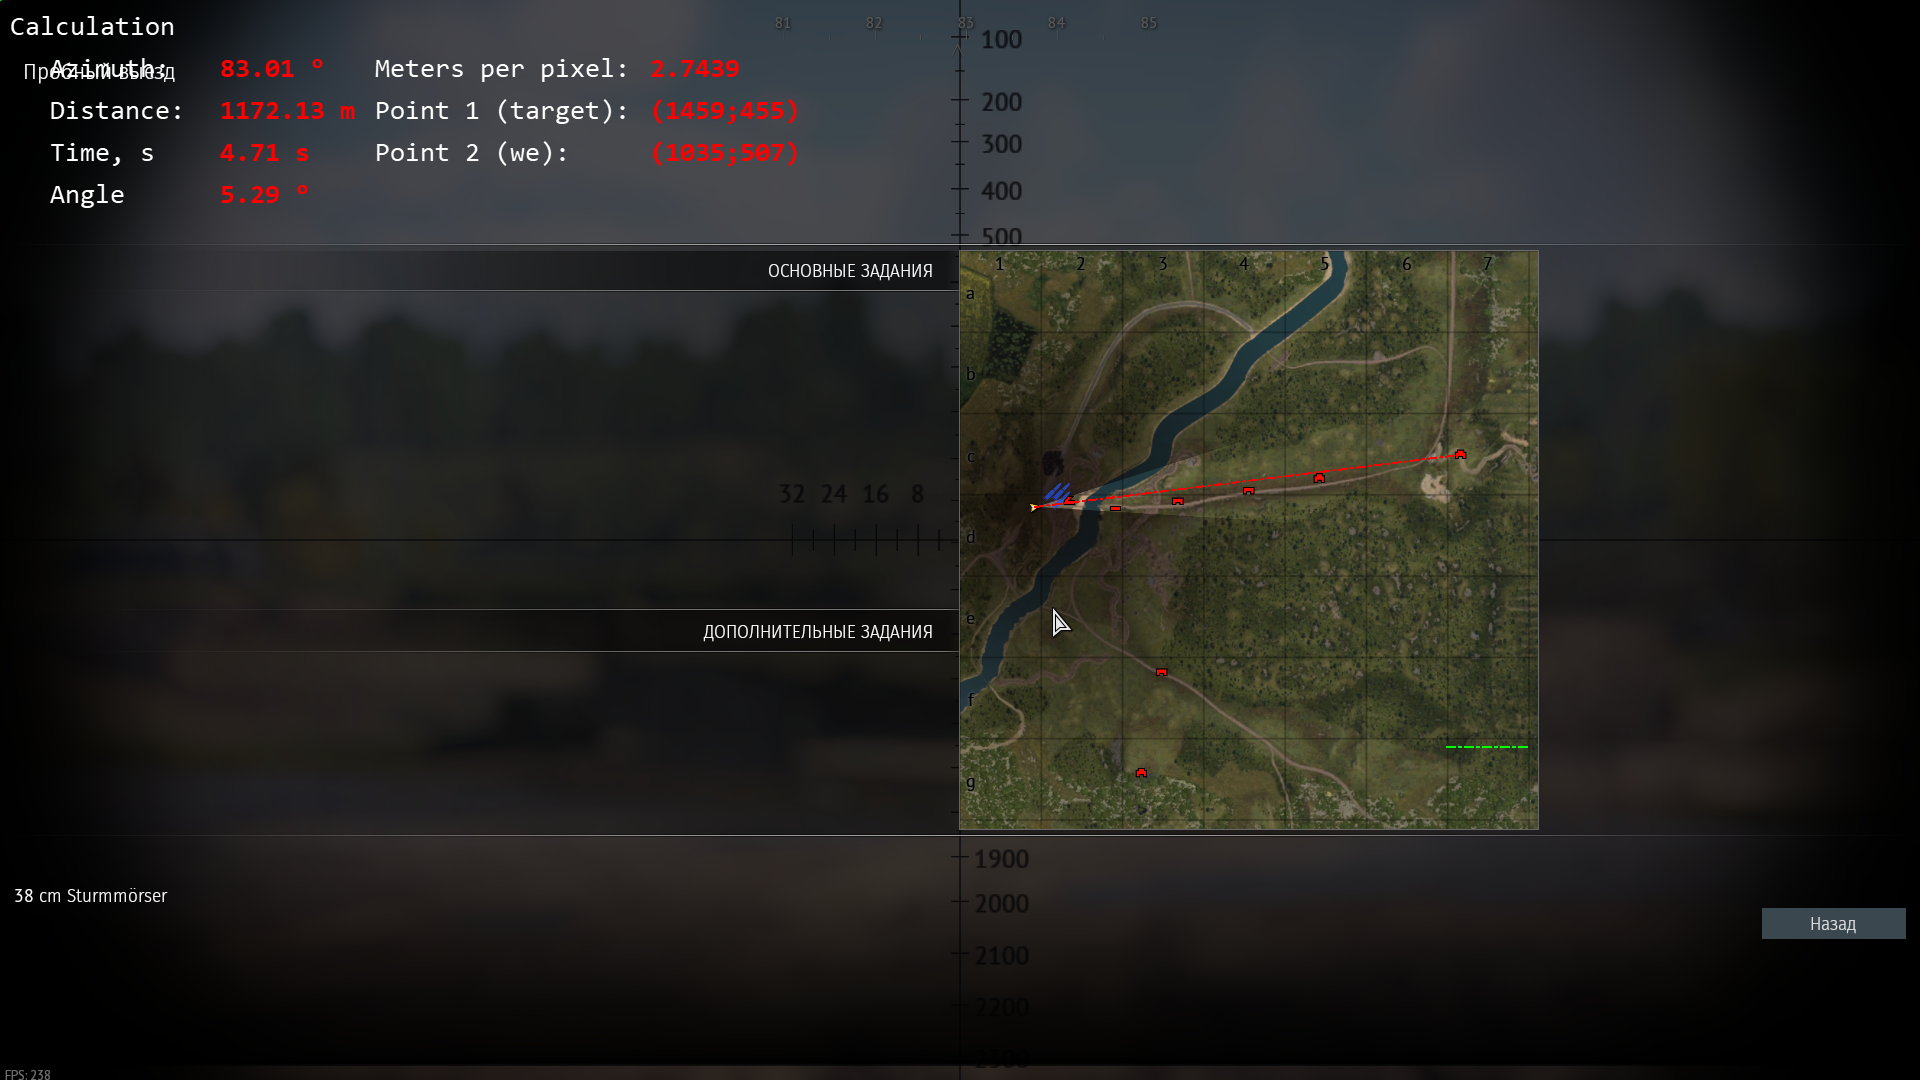 Calculation
81 82 83 84 85
100
Пробный выезд
Azimuth: 83.01 º Meters per pixel: 2.7439
200
Distance: 1172.13 m Point 1 (target): (1459;455)
300
Time, s 4.71 s Point 2 (we): (1035;507)
400
Angle 5.29 º
500
ОСНОВНЫЕ ЗАДАНИЯ
1 2 3 4 5 6 7
a
b
c
32 24 16 8
d
e
ДОПОЛНИТЕЛЬНЫЕ ЗАДАНИЯ
f
g
1900
38 cm Sturmmörser
2000
Назад
2100
2200
FPS: 238